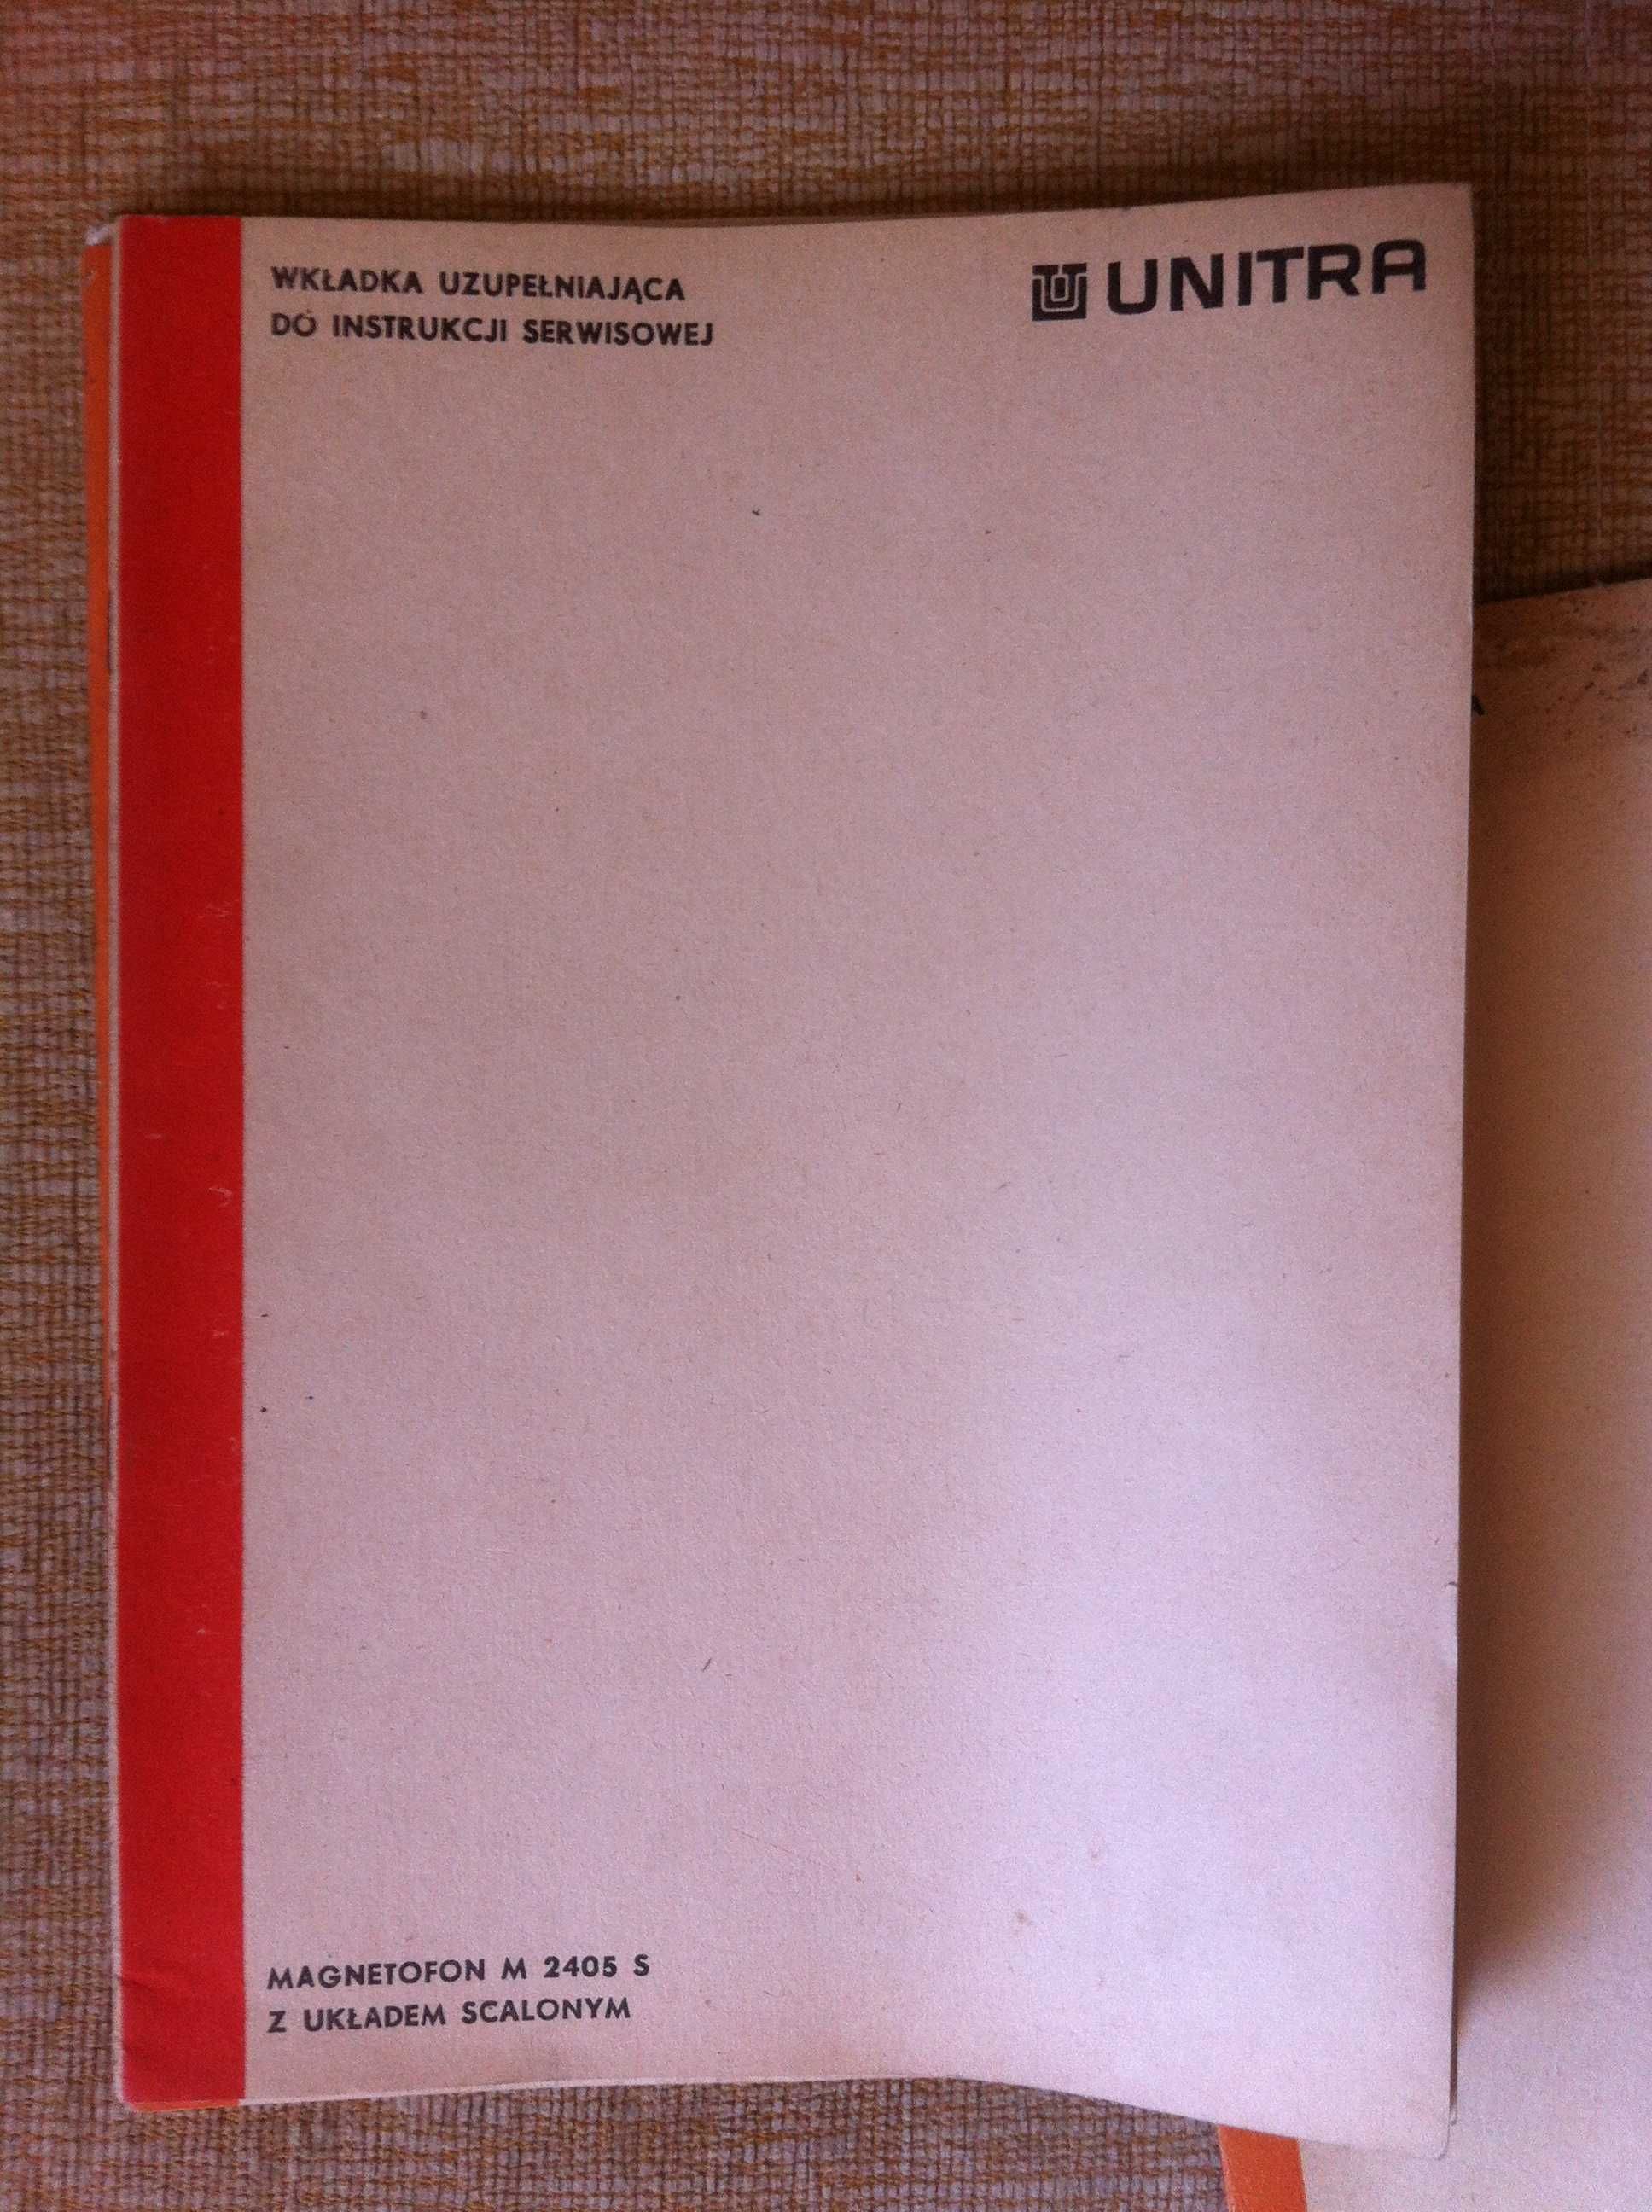 WKŁADKA UZUPEŁNIAJĄCA
DO INSTRUKCJI SERWISOWEJ
UNITRA
MAGNETOFON M 2405 S
Z UKŁADEM SCALONYM